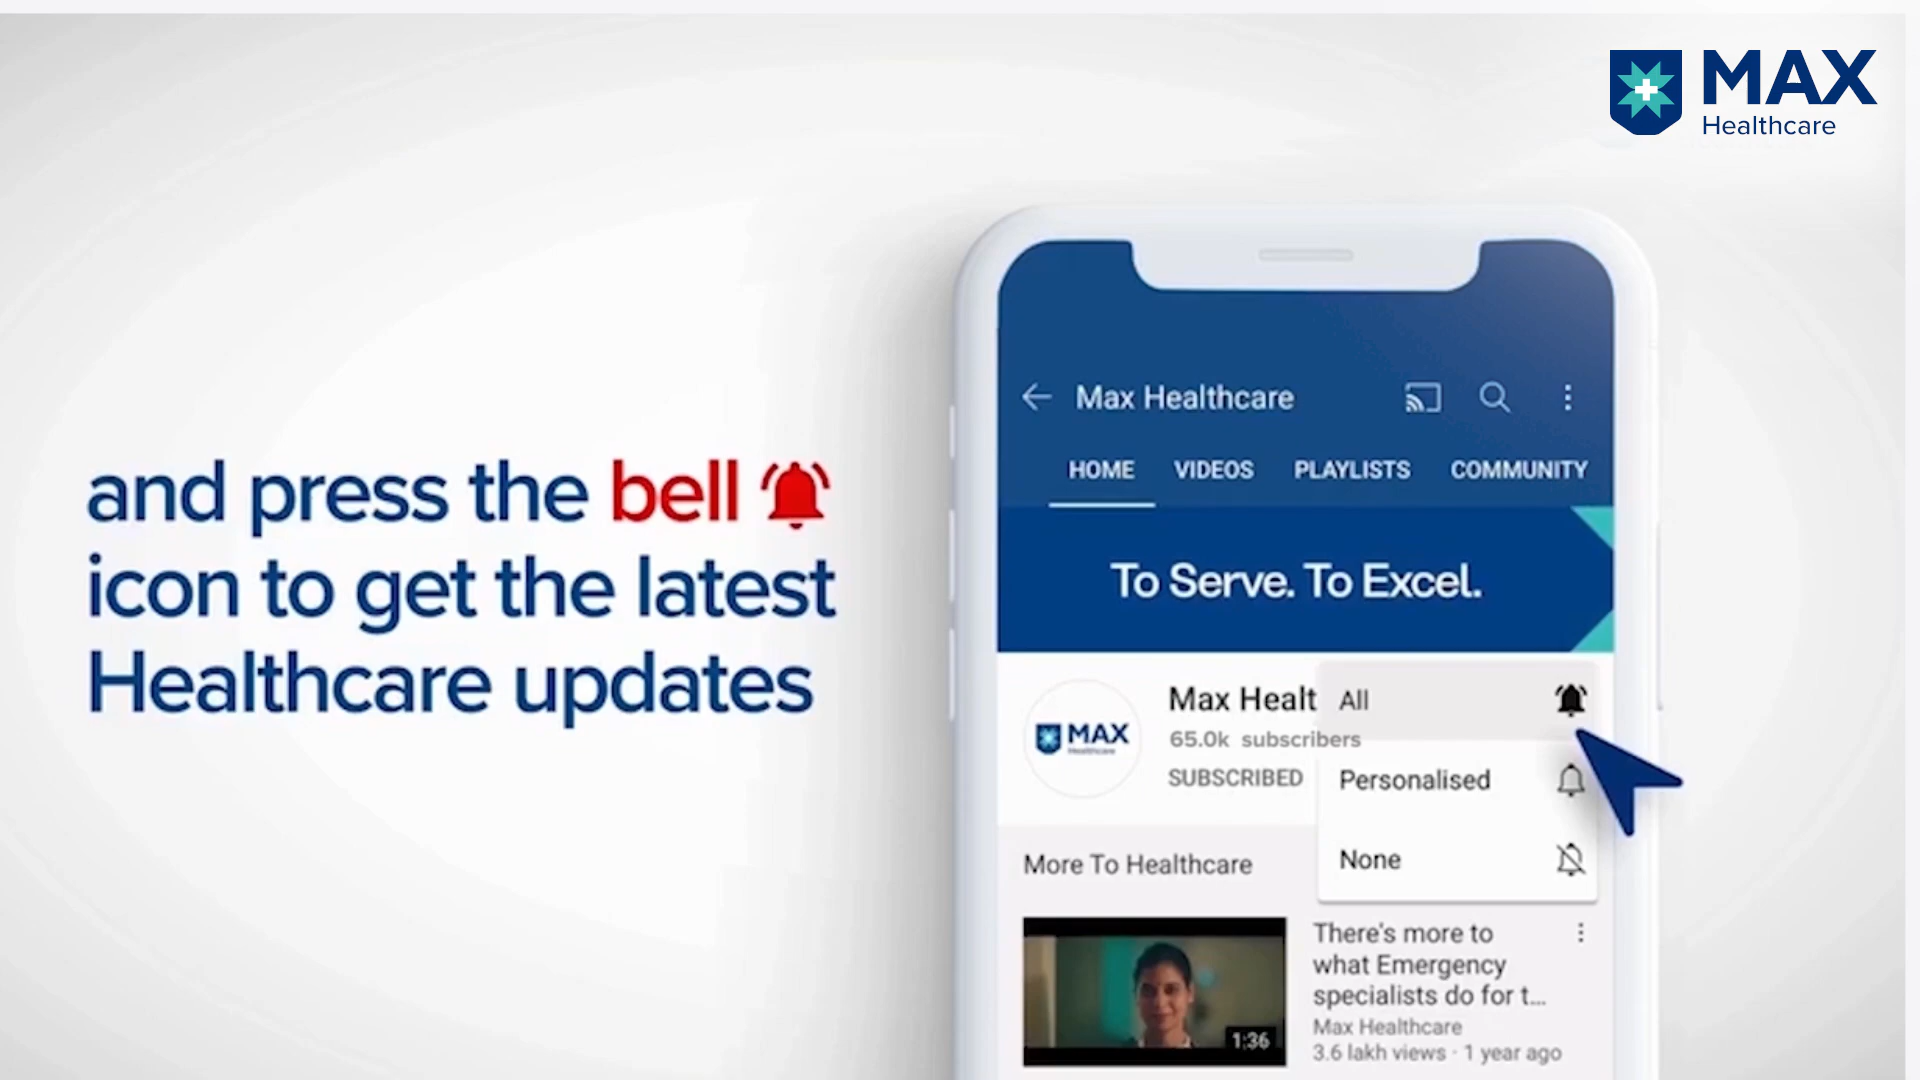 MAX
Healthcare
and press the bell
icon to get the latest
Healthcare updates
Max Healthcare
HOME VIDEOS PLAYLISTS COMMUNITY
To Serve. To Excel.
MAX
Healthcare
Max Healt
65.0k subscribers
SUBSCRIBED
All
Personalised
None
More To Healthcare
1:36
There's more to
what Emergency
specialists do for t...
Max Healthcare
3.6 lakh views · 1 year ago